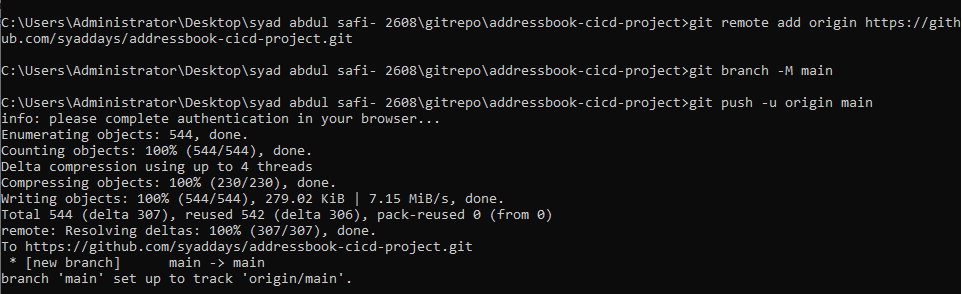 C:\Users\Administrator\Desktop\syad abdul safi- 2608\gitrepo\addressbook-cicd-project>git remote add origin https://gith
ub.com/syaddays/addressbook-cicd-project.git
C:\Users\Administrator\Desktop\syad abdul safi- 2608\gitrepo\addressbook-cicd-project>git branch -M main
C:\Users\Administrator\Desktop\syad abdul safi- 2608\gitrepo\addressbook-cicd-project>git push -u origin main
info: please complete authentication in your browser...
Enumerating objects: 544, done.
Counting objects: 100% (544/544), done.
Delta compression using up to 4 threads
Compressing objects: 100% (230/230), done.
Writing objects: 100% (544/544), 279.02 KiB | 7.15 MiB/s, done.
Total 544 (delta 307), reused 542 (delta 306), pack-reused 0 (from 0)
remote: Resolving deltas: 100% (307/307), done.
To https://github.com/syaddays/addressbook-cicd-project.git
 * [new branch]      main -> main
branch 'main' set up to track 'origin/main'.